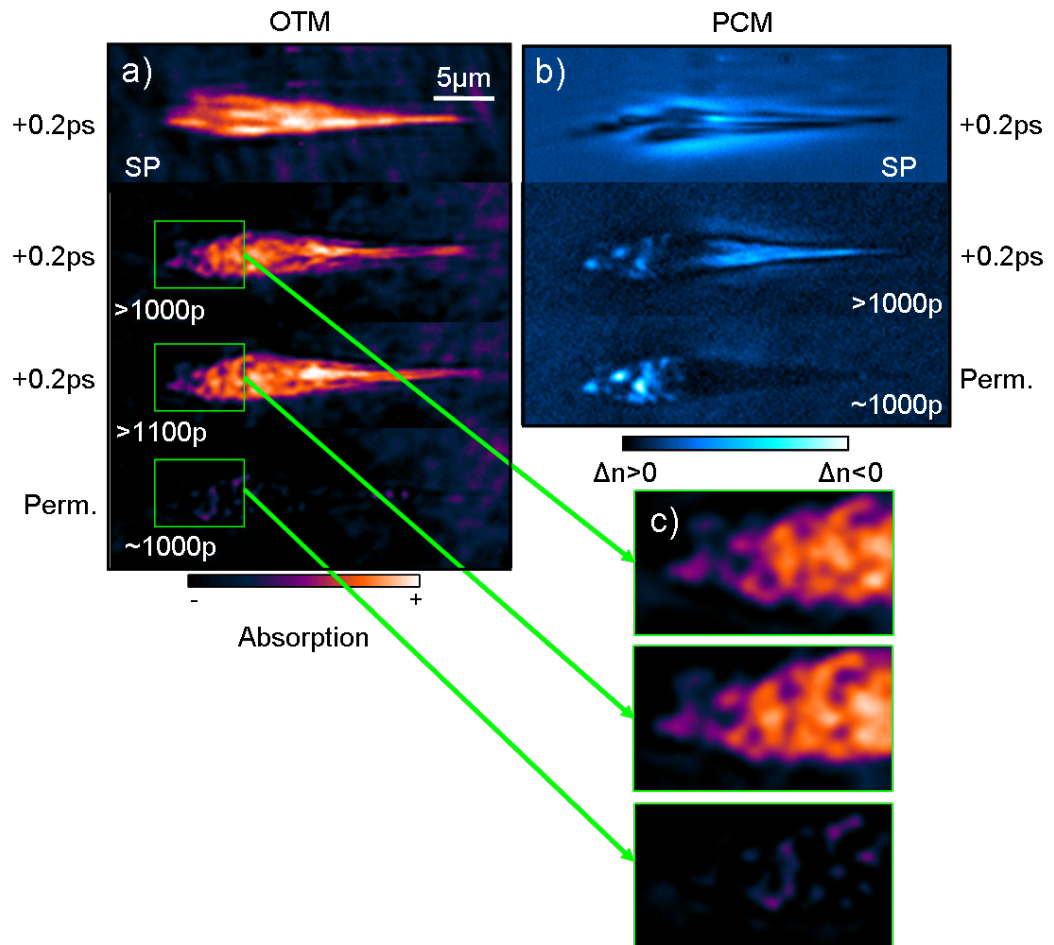 OTM
PCM
a)
5µm
+0.2ps
SP
b)
+0.2ps
SP
+0.2ps
>1000p
+0.2ps
>1000p
+0.2ps
>1100p
Perm.
~1000p
Perm.
~1000p
- +
Absorption
Δn>0 Δn<0
c)